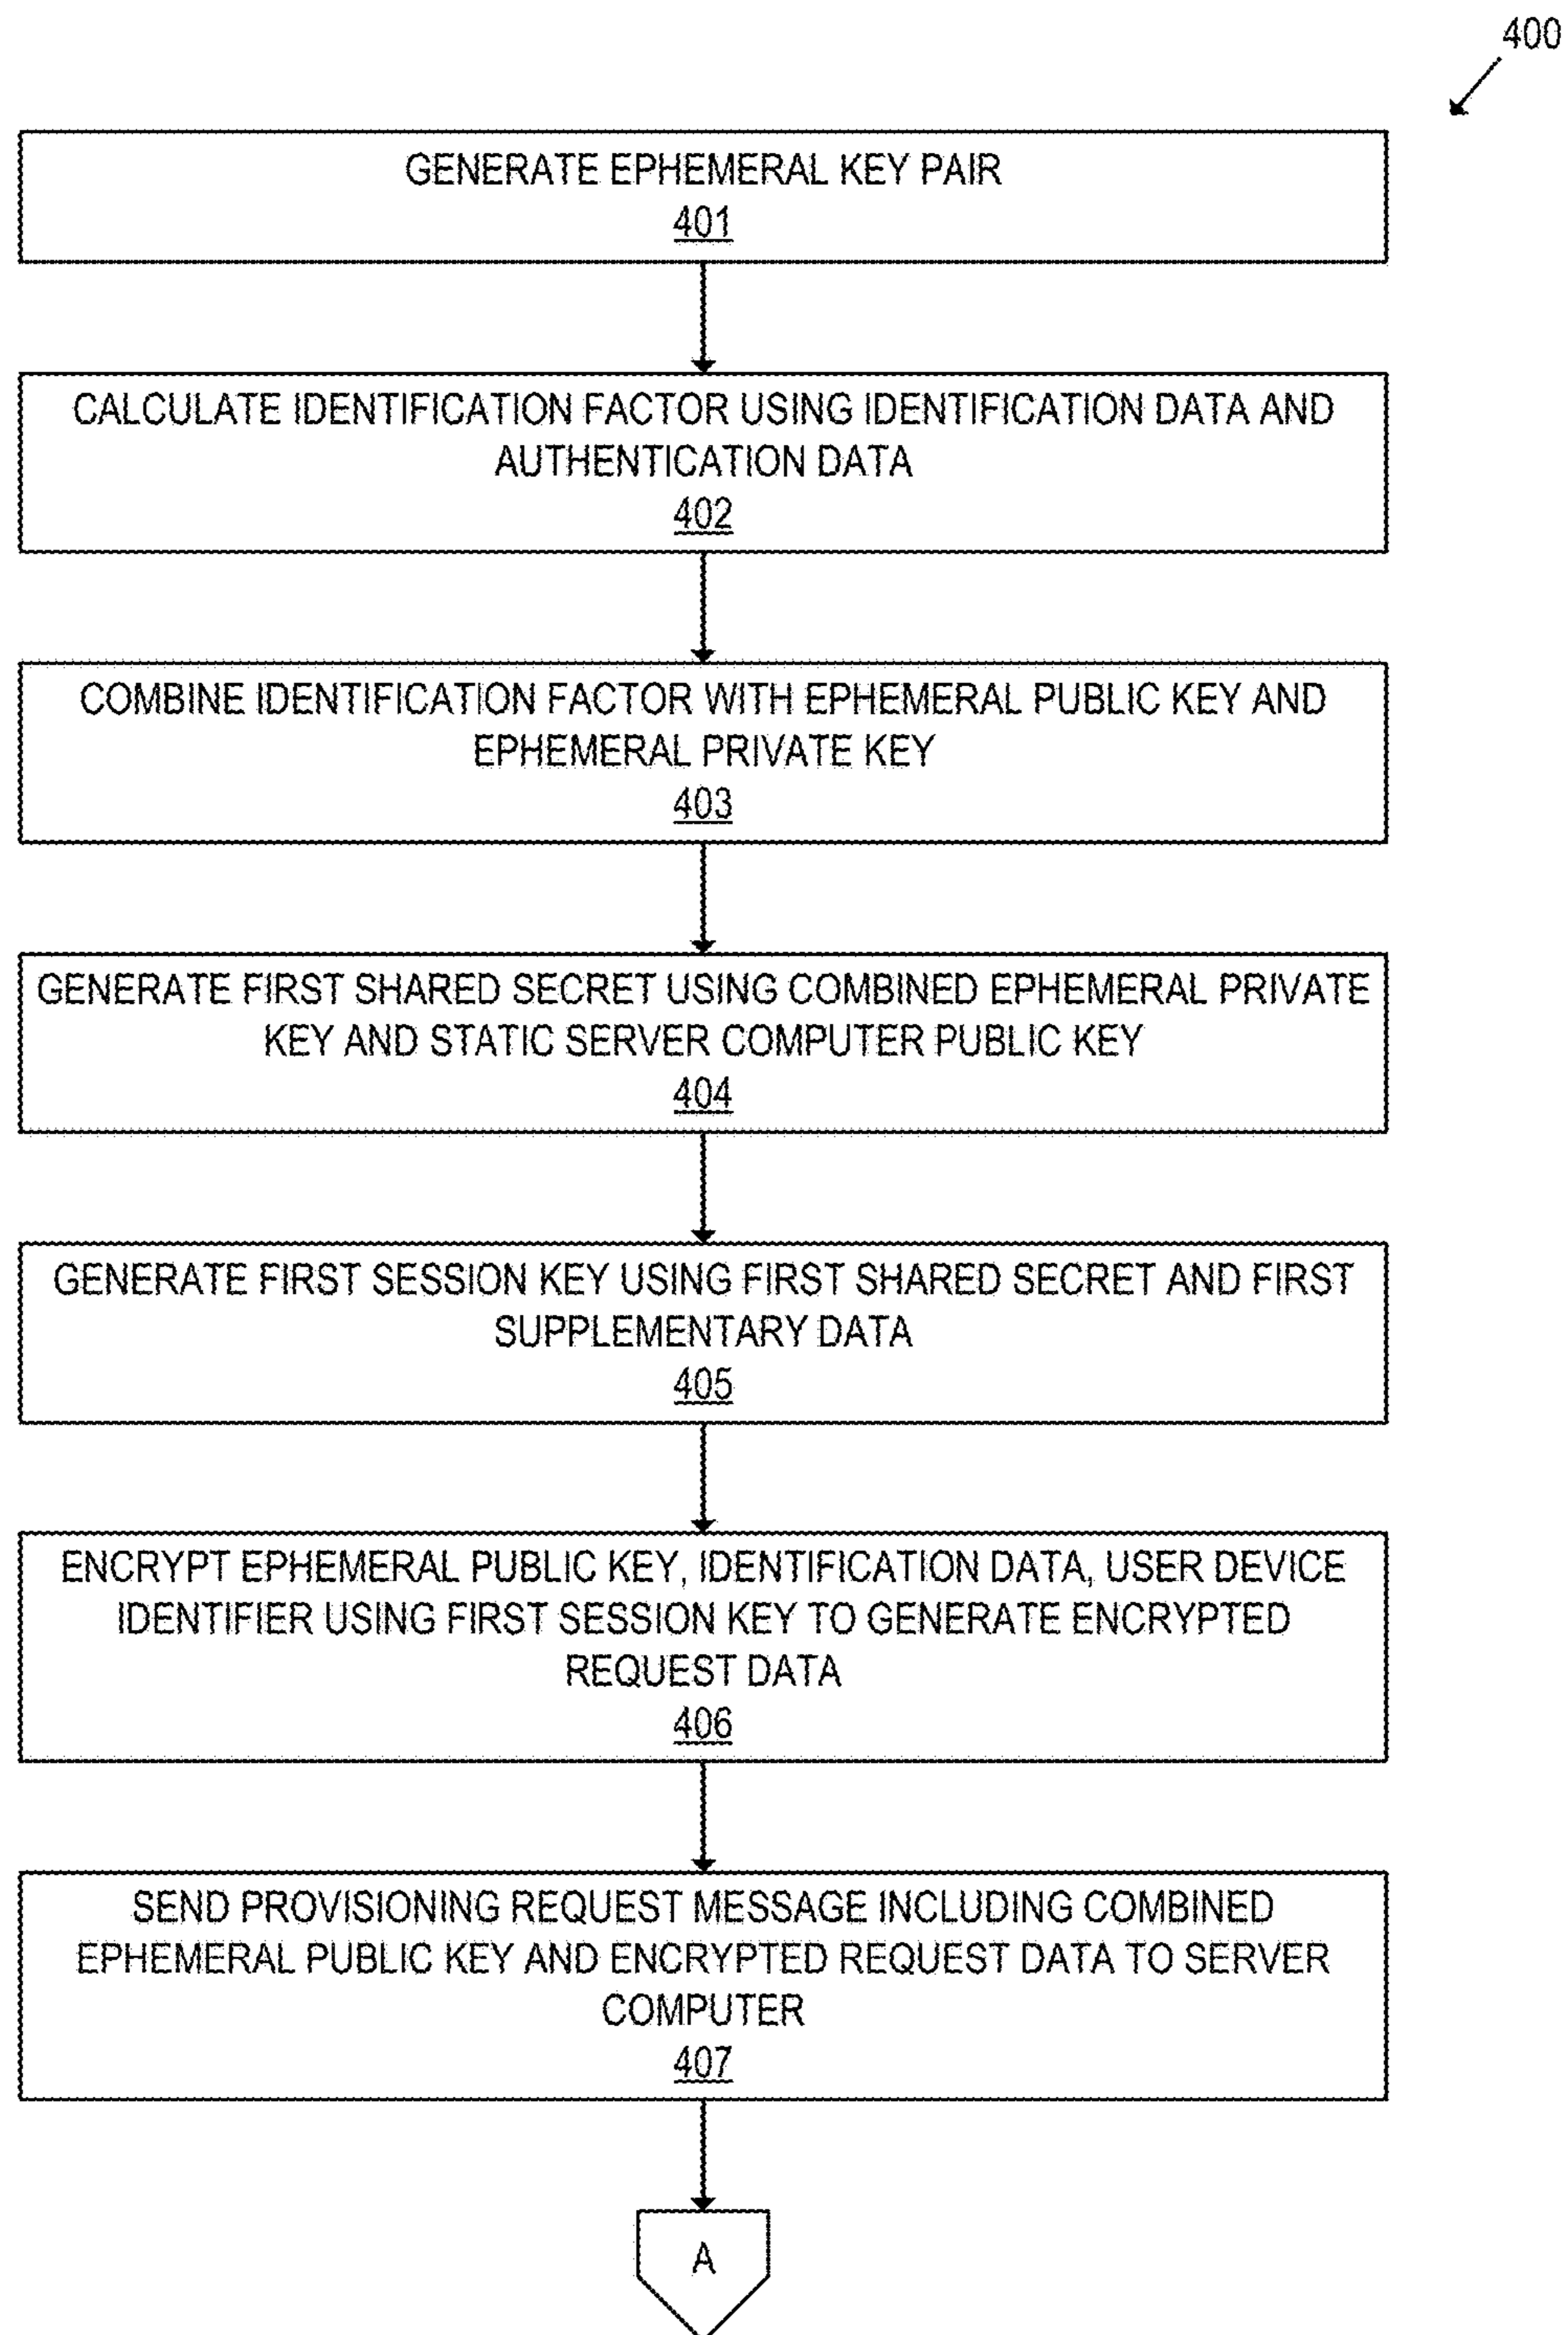 400
GENERATE EPHEMERAL KEY PAIR
401
CALCULATE IDENTIFICATION FACTOR USING IDENTIFICATION DATA AND
AUTHENTICATION DATA
402
COMBINE IDENTIFICATION FACTOR WITH EPHEMERAL PUBLIC KEY AND
EPHEMERAL PRIVATE KEY
403
GENERATE FIRST SHARED SECRET USING COMBINED EPHEMERAL PRIVATE
KEY AND STATIC SERVER COMPUTER PUBLIC KEY
404
GENERATE FIRST SESSION KEY USING FIRST SHARED SECRET AND FIRST
SUPPLEMENTARY DATA
405
ENCRYPT EPHEMERAL PUBLIC KEY, IDENTIFICATION DATA, USER DEVICE
IDENTIFIER USING FIRST SESSION KEY TO GENERATE ENCRYPTED
REQUEST DATA
406
SEND PROVISIONING REQUEST MESSAGE INCLUDING COMBINED
EPHEMERAL PUBLIC KEY AND ENCRYPTED REQUEST DATA TO SERVER
COMPUTER
407
A